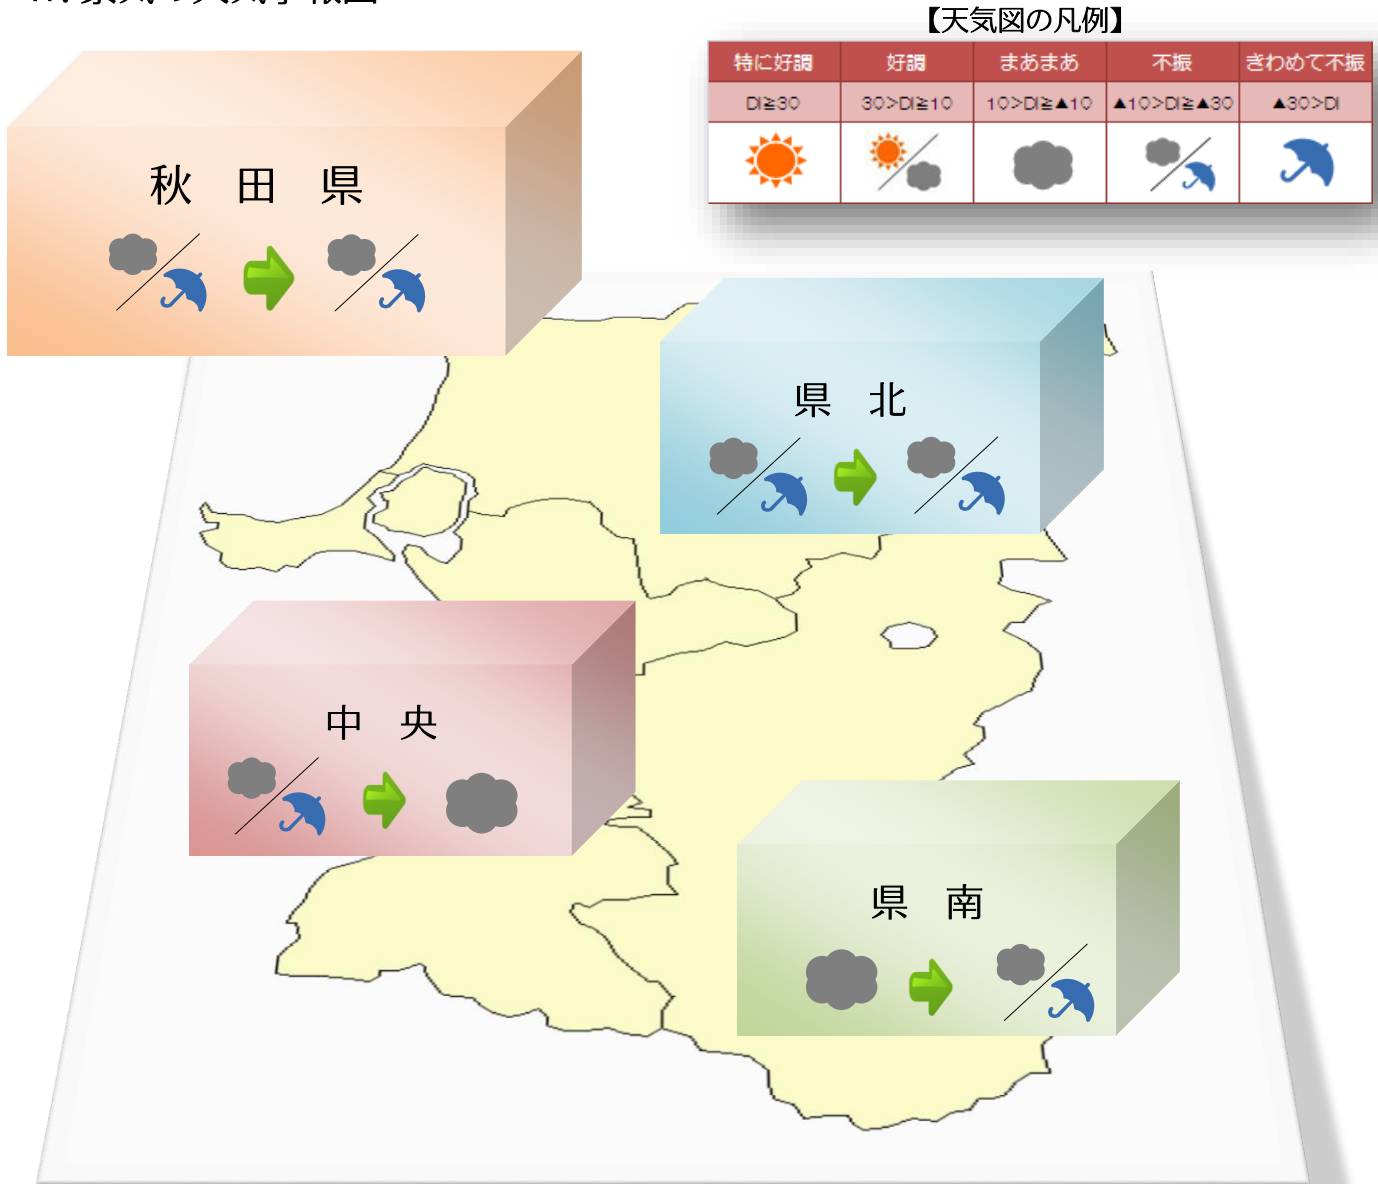 【天気図の凡例】
特に好調 好調 まあまあ 不振 きわめて不振
DI≧30 30>DI≧10 10>DI≧▲10 ▲10>DI≧▲30 ▲30>DI
秋 田 県
県 北
中 央
県 南